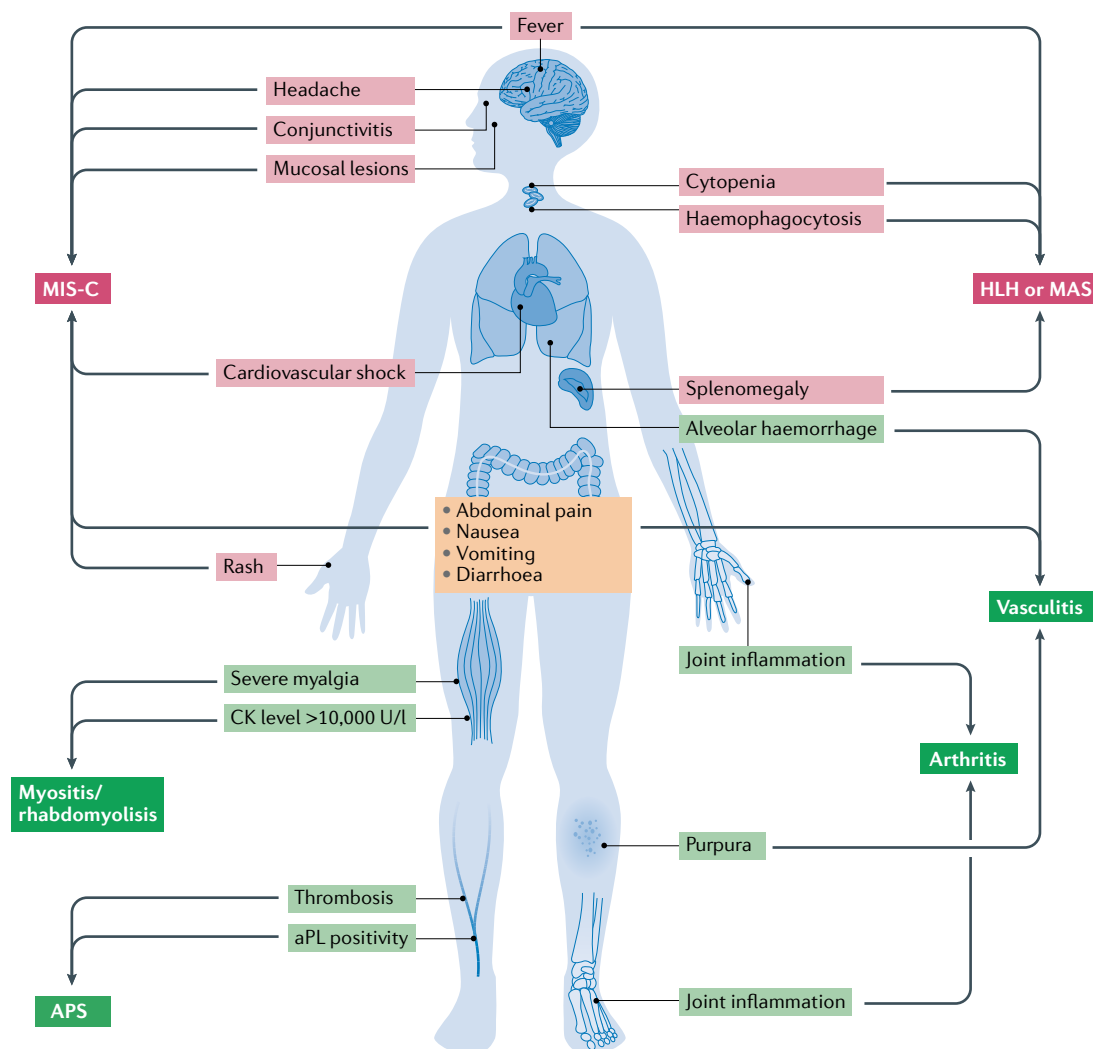 Fever
Headache
Conjunctivitis
Mucosal lesions
Cytopenia
Haemophagocytosis
MIS-C
HLH or MAS
Cardiovascular shock
Splenomegaly
Alveolar haemorrhage
• Abdominal pain
• Nausea
• Vomiting
• Diarrhoea
Rash
Vasculitis
Joint inflammation
Severe myalgia
CK level >10,000 U/l
Arthritis
Myositis/
rhabdomyolisis
Purpura
Thrombosis
aPL positivity
APS
Joint inflammation